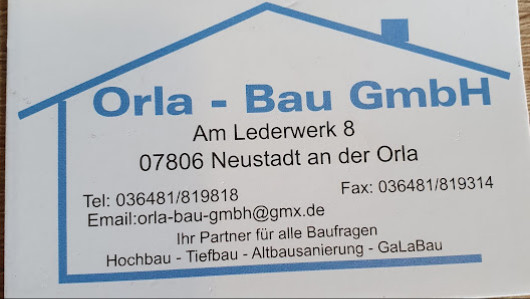 Orla - Bau GmbH
Am Lederwerk 8
07806 Neustadt an der Orla
Tel: 036481/819818 Fax: 036481/819314
Email:orla-bau-gmbh@gmx.de
Ihr Partner für alle Baufragen
Hochbau - Tiefbau - Altbausanierung - GaLaBau